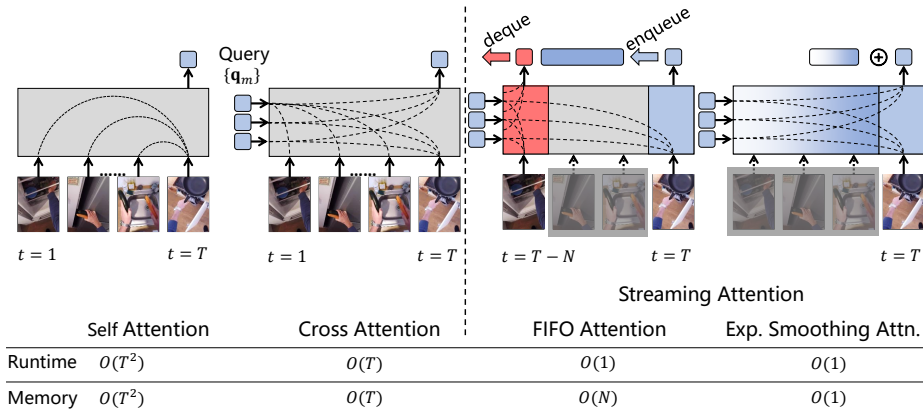 deque
enqueue
Query
{𝐪ₘ}
......
......
t = 1
t = T
t = 1
t = T
t = T − N
t = T
t = T
Streaming Attention
Self Attention Cross Attention FIFO Attention Exp. Smoothing Attn.
Runtime O(T²) O(T) O(1) O(1)
Memory O(T²) O(T) O(N) O(1)